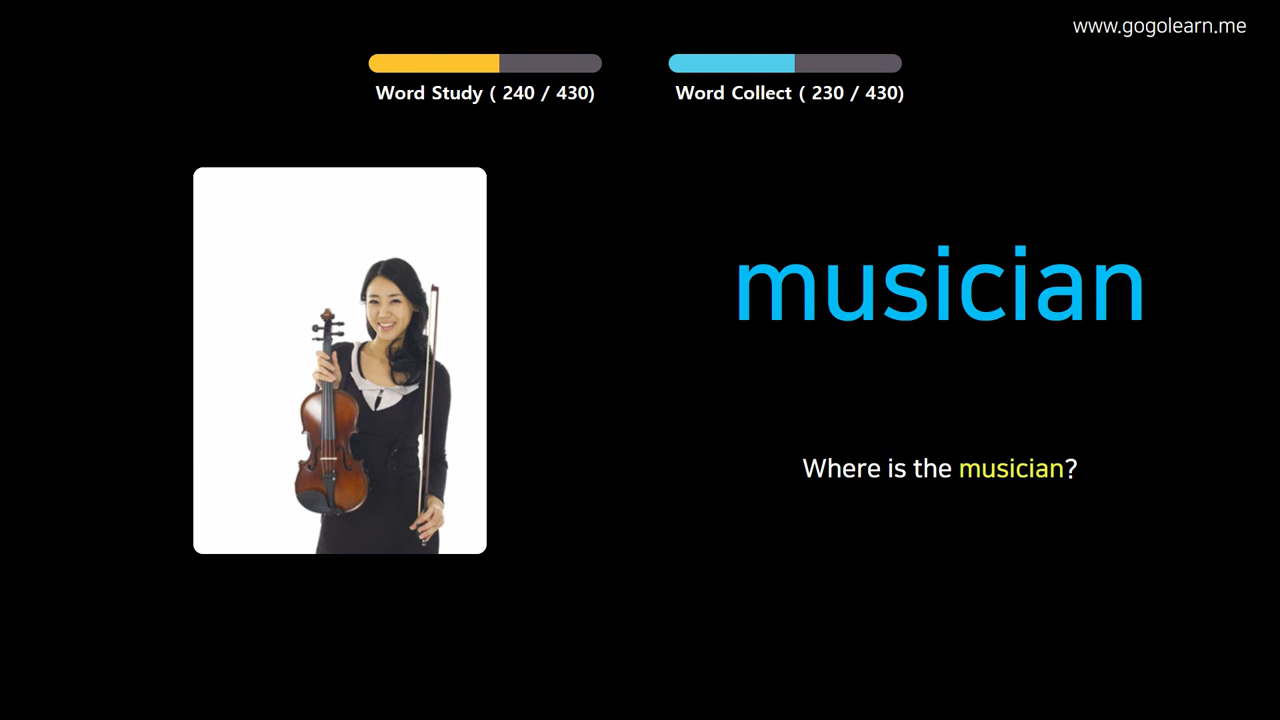 www.gogolearn.me
Word Study ( 240 / 430)
Word Collect ( 230 / 430)
musician
Where is the musician?